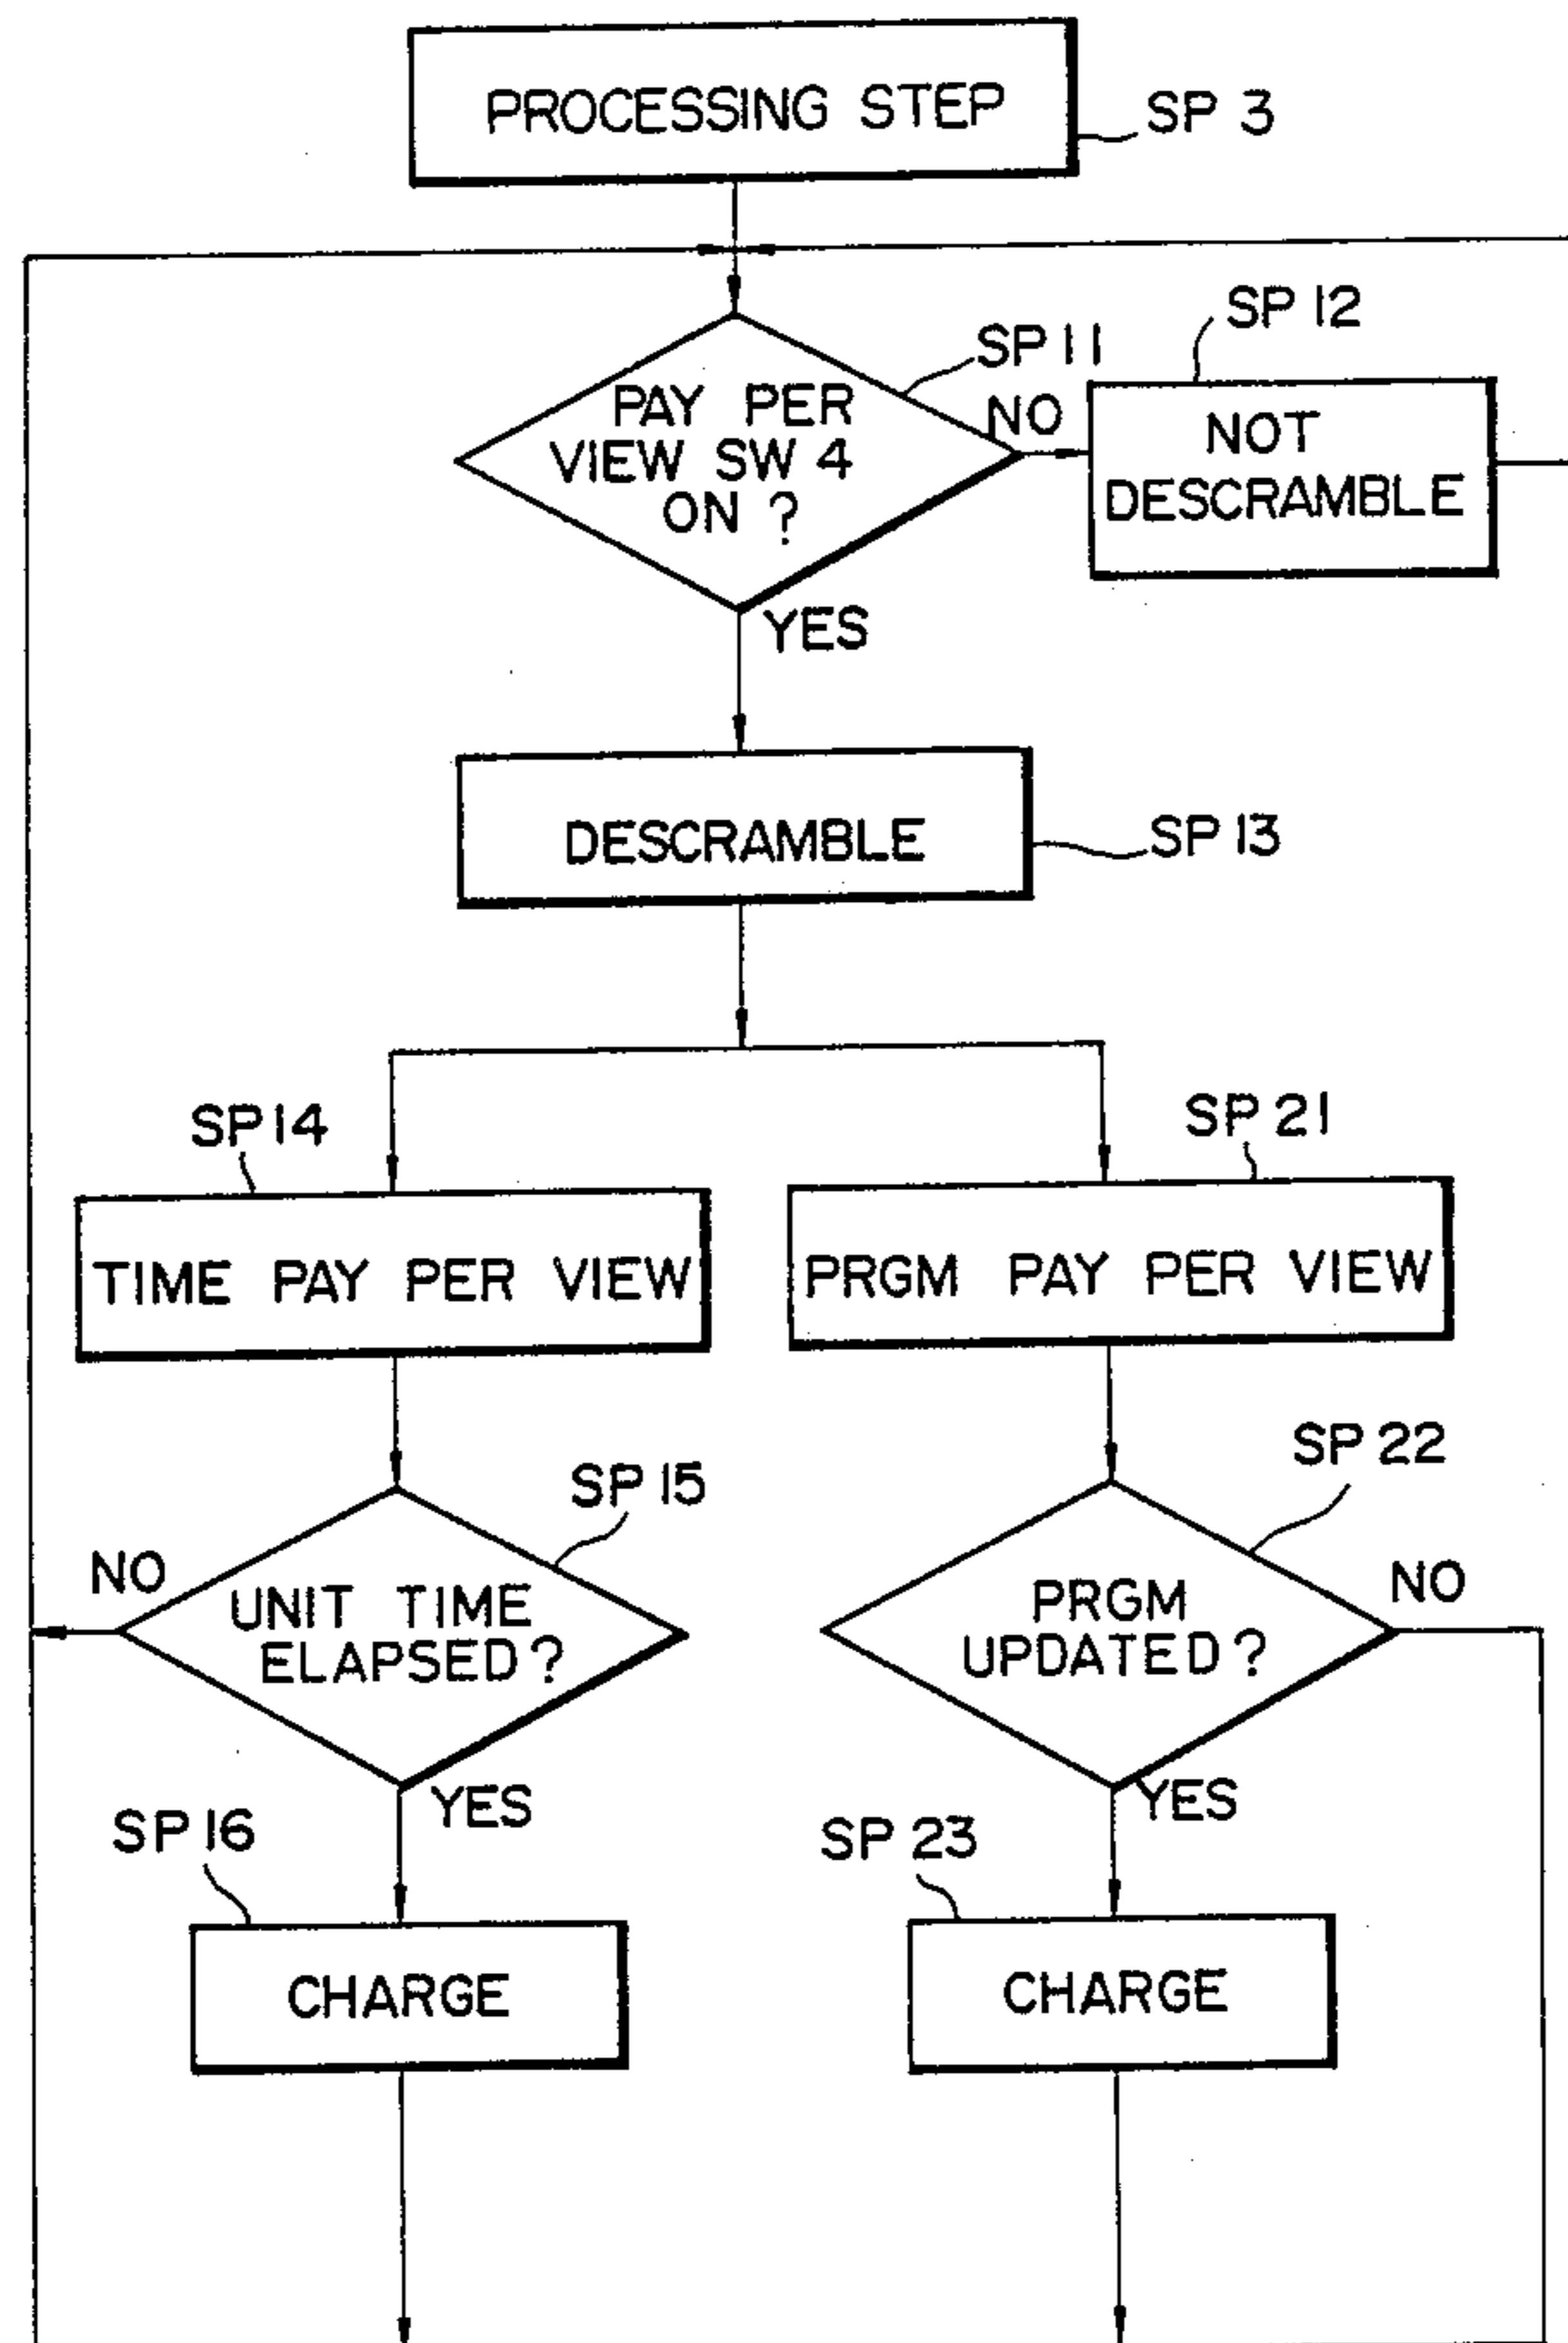 PROCESSING STEP
SP 3
SP 12
SP 11
PAY PER
VIEW SW 4
ON ?
NO
NOT
DESCRAMBLE
YES
DESCRAMBLE
SP 13
SP 14
SP 21
TIME PAY PER VIEW
PRGM PAY PER VIEW
SP 15
SP 22
NO
UNIT TIME
ELAPSED ?
PRGM
UPDATED ?
NO
YES
YES
SP 16
SP 23
CHARGE
CHARGE